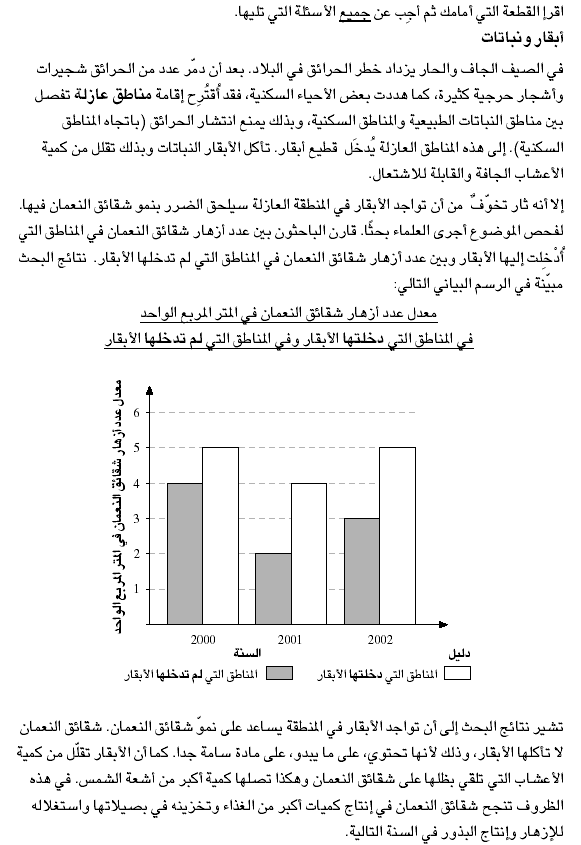 اقرإ القطعة التي أمامك ثم أجِب عن جميع الأسئلة التي تليها.
أبقار ونباتات
في الصيف الجاف والحار يزداد خطر الحرائق في البلاد. بعد أن دمّر عدد من الحرائق شجيرات
وأشجار حرجية كثيرة، كما هددت بعض الأحياء السكنية، فقد أُقتُرِح إقامة مناطق عازلة تفصل
بين مناطق النباتات الطبيعية والمناطق السكنية، وبذلك يمنع انتشار الحرائق (باتجاه المناطق
السكنية). إلى هذه المناطق العازلة يُدخَل قطيع أبقار. تأكل الأبقار النباتات وبذلك تقلل من كمية
الأعشاب الجافة والقابلة للاشتعال.
إلا أنه ثار تخوّفٌ من أن تواجد الأبقار في المنطقة العازلة سيلحق الضرر بنمو شقائق النعمان فيها.
لفحص الموضوع أجرى العلماء بحثًا. قارن الباحثون بين عدد أزهار شقائق النعمان في المناطق التي
أُدْخِلت إليها الأبقار وبين عدد أزهار شقائق النعمان في المناطق التي لم تدخلها الأبقار. نتائج البحث
مبيّنة في الرسم البياني التالي:
معدل عدد أزهار شقائق النعمان في المتر المربع الواحد
في المناطق التي دخلتها الأبقار وفي المناطق التي لم تدخلها الأبقار
معدل عدد أزهار شقائق النعمان في المتر المربع الواحد
6
5
4
3
2
1
2000 2001 2002
السنة
دليل
المناطق التي دخلتها الأبقار
المناطق التي لم تدخلها الأبقار
تشير نتائج البحث إلى أن تواجد الأبقار في المنطقة يساعد على نموّ شقائق النعمان. شقائق النعمان
لا تأكلها الأبقار، وذلك لأنها تحتوي، على ما يبدو، على مادة سامة جدا. كما أن الأبقار تقلّل من كمية
الأعشاب التي تلقي بظلها على شقائق النعمان وهكذا تصلها كمية أكبر من أشعة الشمس. في هذه
الظروف تنجح شقائق النعمان في إنتاج كميات أكبر من الغذاء وتخزينه في بصيلاتها واستغلاله
للإزهار وإنتاج البذور في السنة التالية.